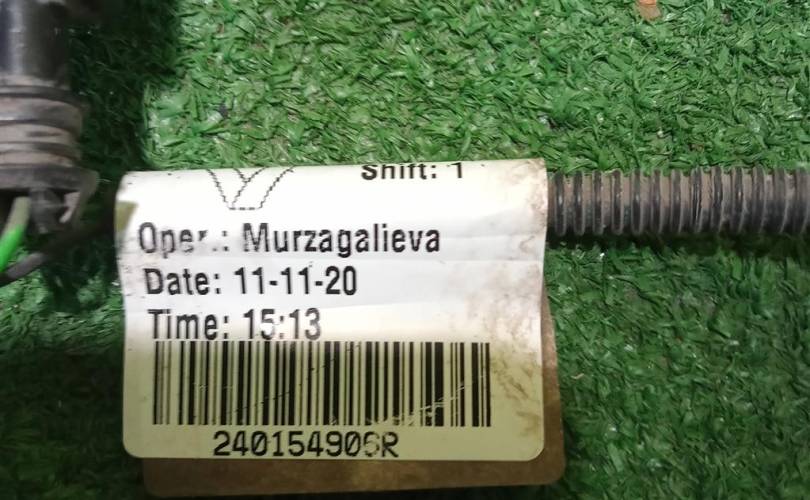 Shift: 1
Oper.: Murzagalieva
Date: 11-11-20
Time: 15:13
240154906R